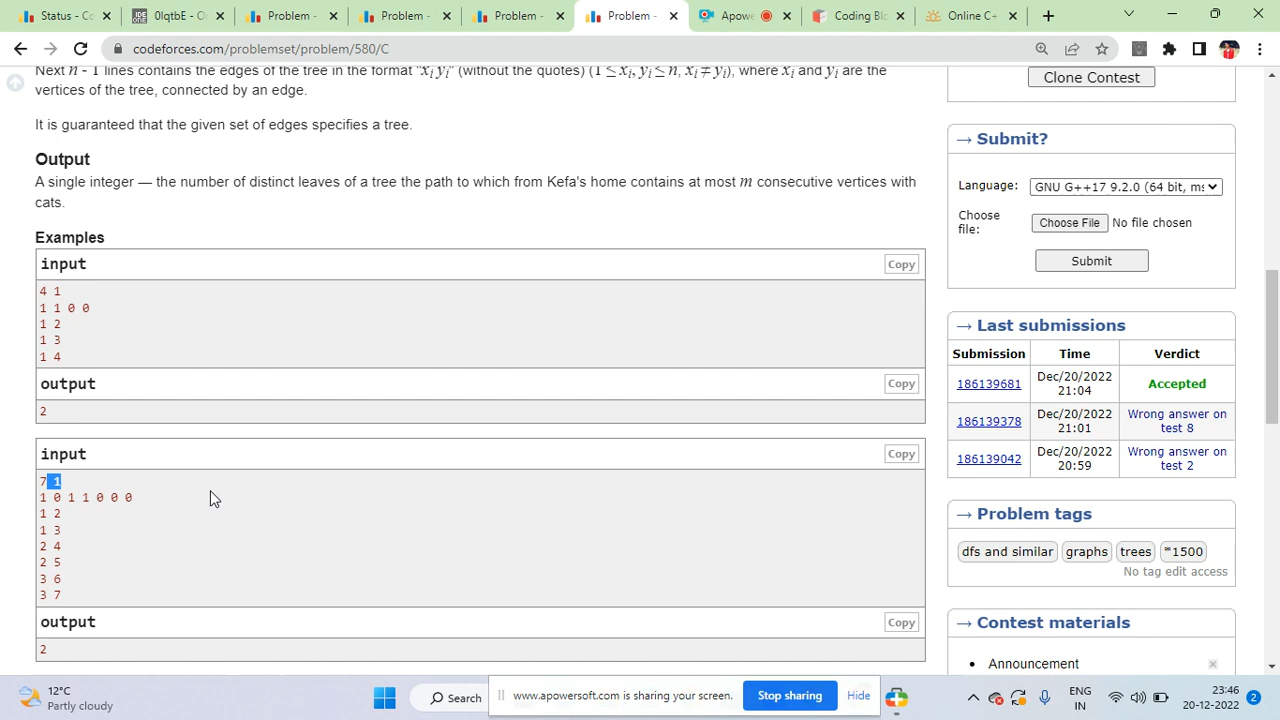 Status - Co
0lqtbE - On
Problem -
Problem -
Problem -
Problem -
Apowe
Coding Blo
Online C+
codeforces.com/problemset/problem/580/C
Next n - 1 lines contains the edges of the tree in the format "xi yi" (without the quotes) (1 ≤ xi, yi ≤ n, xi ≠ yi), where xi and yi are the
vertices of the tree, connected by an edge.
It is guaranteed that the given set of edges specifies a tree.
Output
A single integer — the number of distinct leaves of a tree the path to which from Kefa's home contains at most m consecutive vertices with
cats.
Examples
input
Copy
4 1
1 1 0 0
1 2
1 3
1 4
output
Copy
2
input
Copy
7 1
1 0 1 1 0 0 0
1 2
1 3
2 4
2 5
3 6
3 7
output
Copy
2
Clone Contest
→ Submit?
Language:
GNU G++17 9.2.0 (64 bit, ms
Choose
file:
Choose File No file chosen
Submit
→ Last submissions
Submission Time Verdict
186139681 Dec/20/2022 21:04 Accepted
186139378 Dec/20/2022 21:01 Wrong answer on test 8
186139042 Dec/20/2022 20:59 Wrong answer on test 2
→ Problem tags
dfs and similar graphs trees *1500
No tag edit access
→ Contest materials
Announcement
12°C
Partly cloudy
Search
www.apowersoft.com is sharing your screen.
Stop sharing
Hide
ENG
IN
23:46
20-12-2022
2